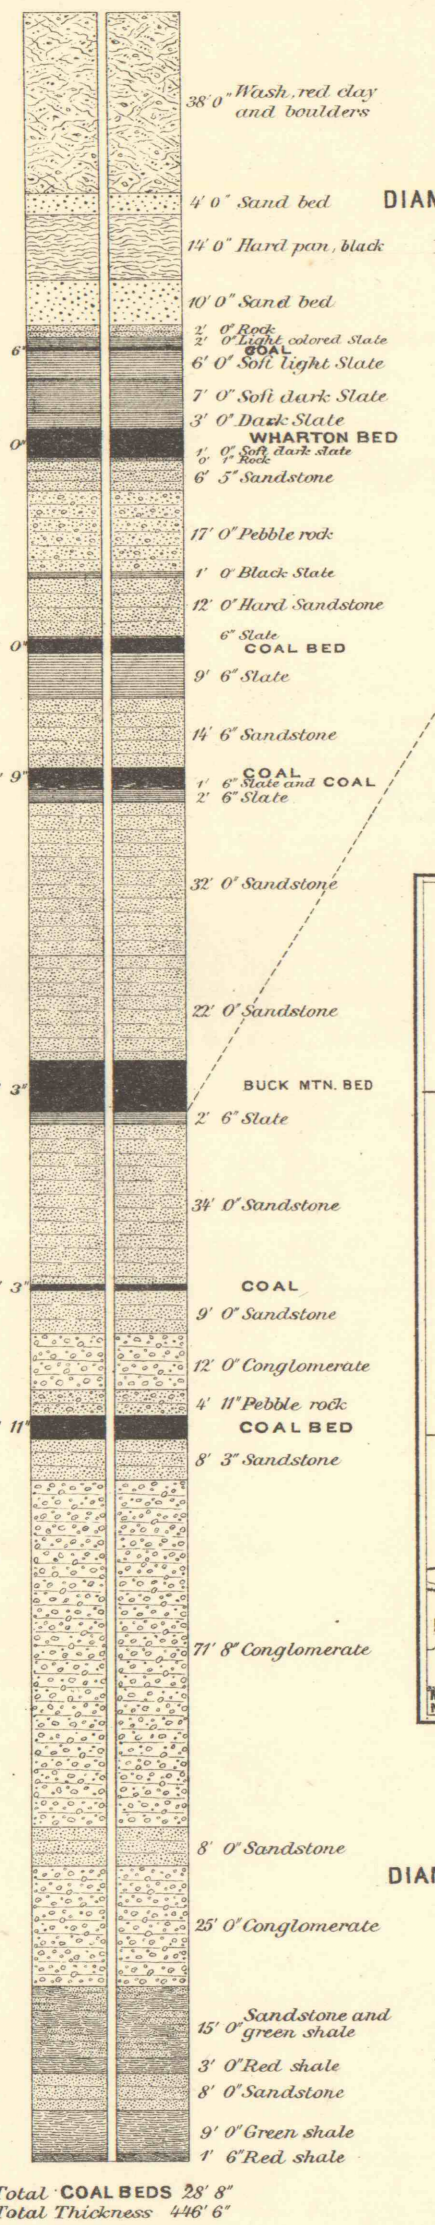 38' 0" Wash, red clay
and boulders
4' 0" Sand bed
DIAM
14' 0" Hard pan, black
10' 0" Sand bed
2' 0" Rock
2' 0" Light colored Slate
6" COAL
6' 0" Soft light Slate
7' 0" Soft dark Slate
3' 0" Dark Slate
0" WHARTON BED
1' 0" Soft dark slate
0' 1" Rock
6' 5" Sandstone
17' 0" Pebble rock
1' 0" Black Slate
12' 0" Hard Sandstone
6" Slate
0" COAL BED
9' 6" Slate
14' 6" Sandstone
9" COAL
1' 6" Slate and COAL
2' 6" Slate
32' 0" Sandstone
22' 0" Sandstone
3" BUCK MTN. BED
2' 6" Slate
34' 0" Sandstone
3" COAL
9' 0" Sandstone
12' 0" Conglomerate
4' 11" Pebble rock
11" COAL BED
8' 3" Sandstone
71' 8" Conglomerate
8' 0" Sandstone
DIAM
25' 0" Conglomerate
15' 0" Sandstone and
green shale
3' 0" Red shale
8' 0" Sandstone
9' 0" Green shale
1' 6" Red shale
Total COAL BEDS 28' 8"
Total Thickness 446' 6"